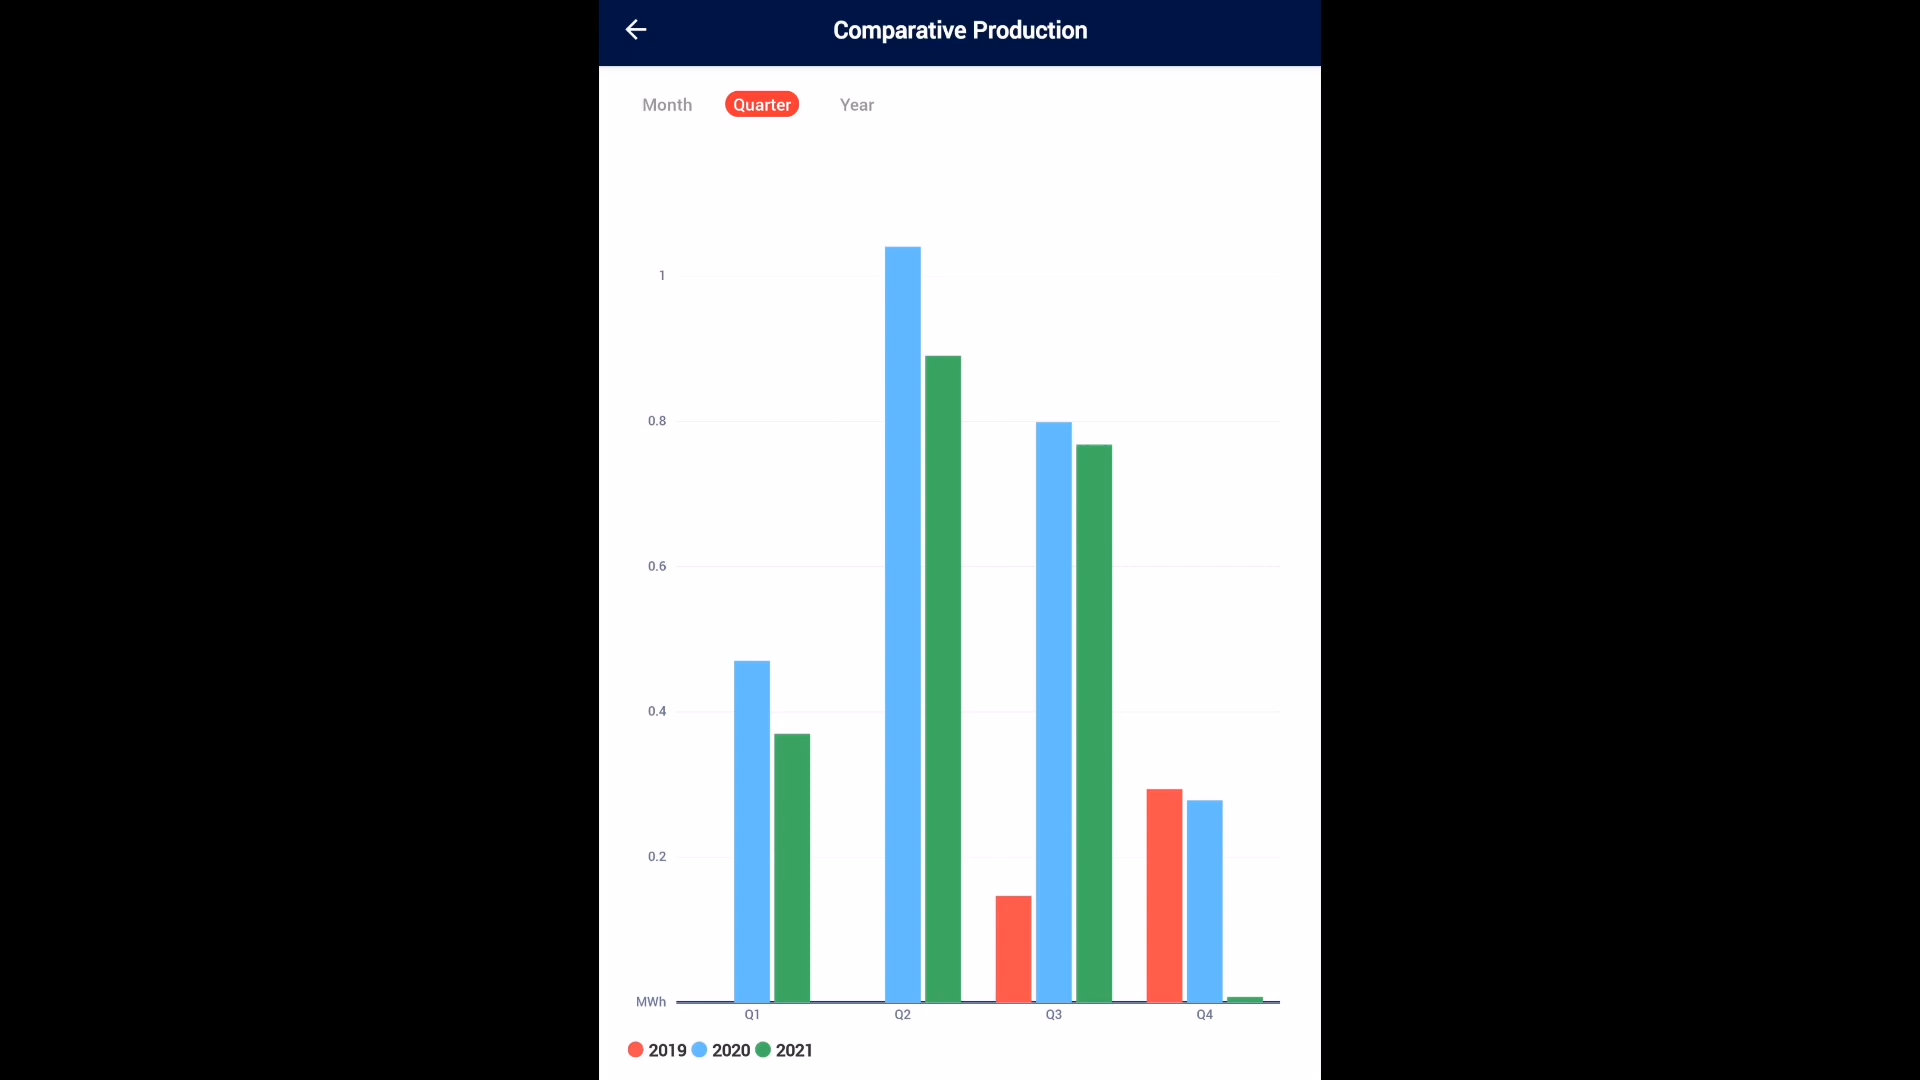 Comparative Production
Month Quarter Year
1
0.8
0.6
0.4
0.2
MWh
Q1 Q2 Q3 Q4
2019 2020 2021